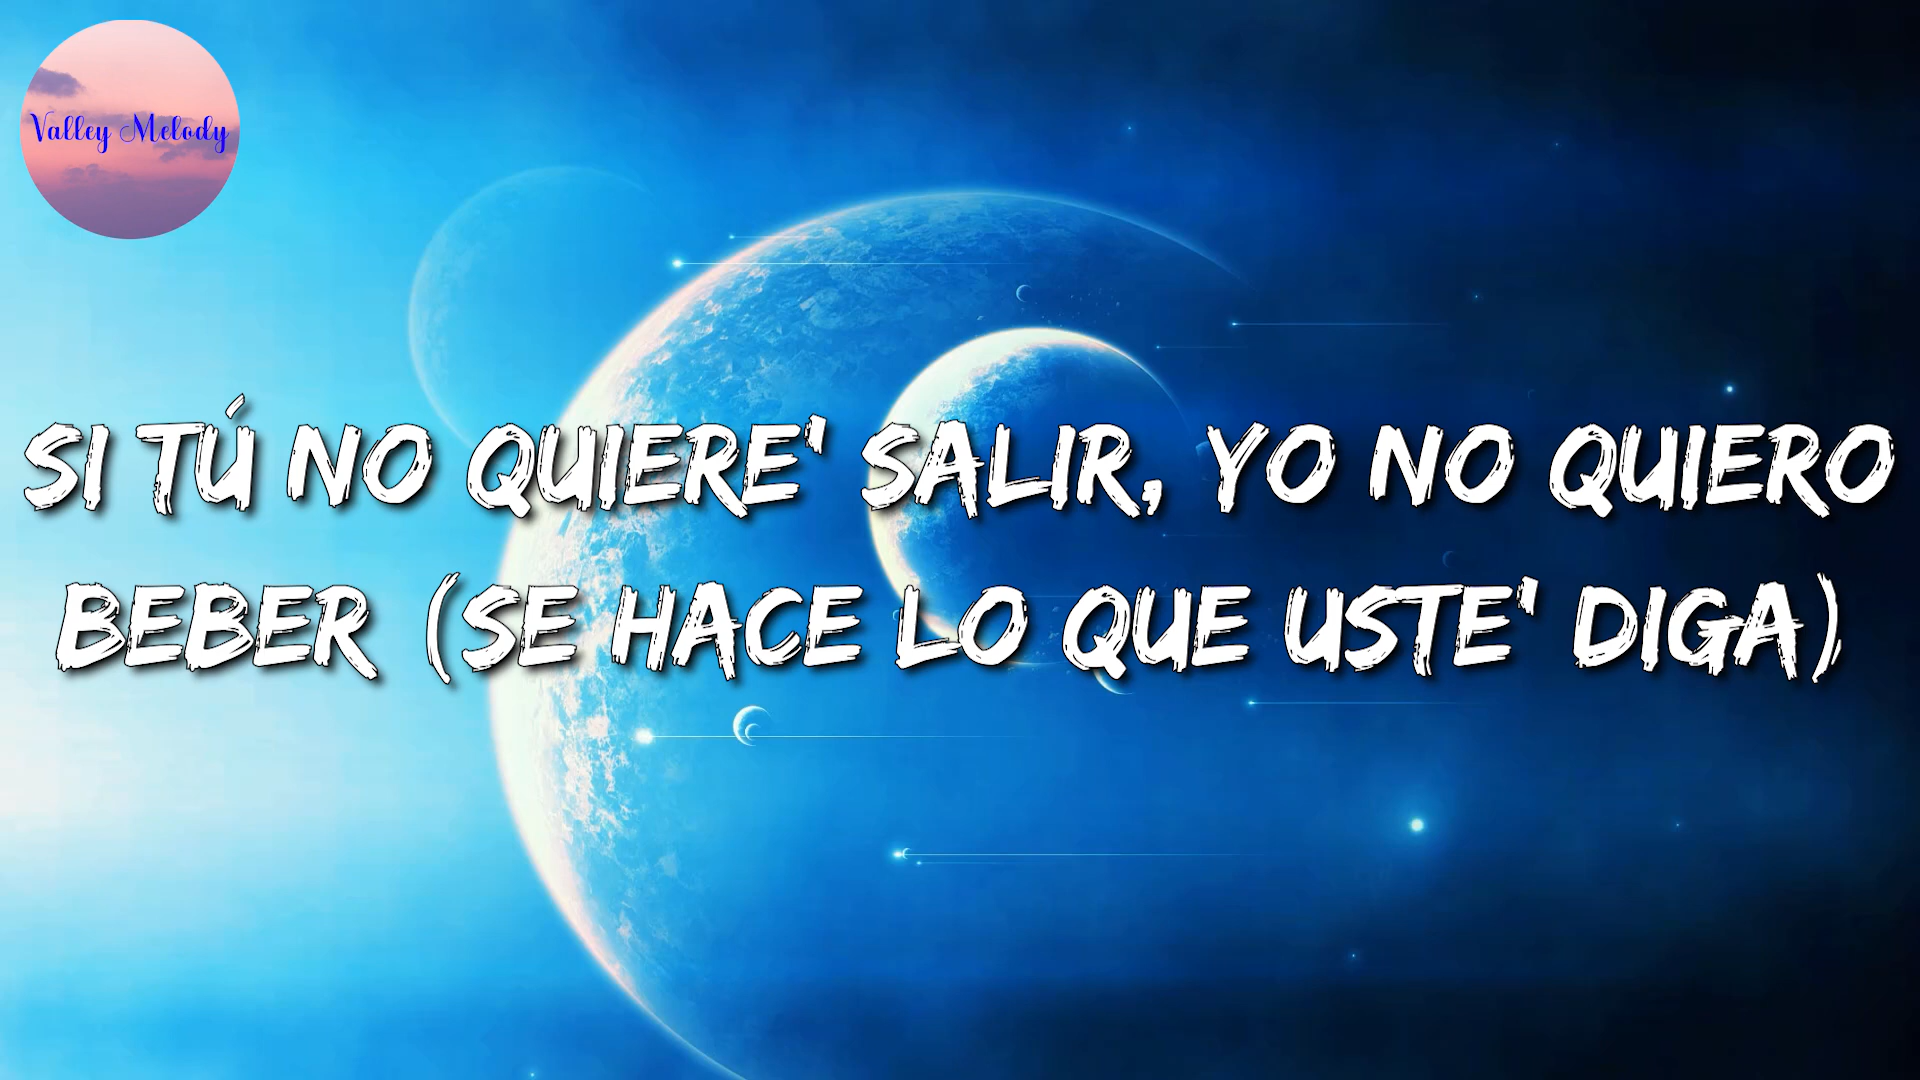 Valley Melody
SI TÚ NO QUIERE' SALIR, YO NO QUIERO
BEBER (SE HACE LO QUE USTE' DIGA)